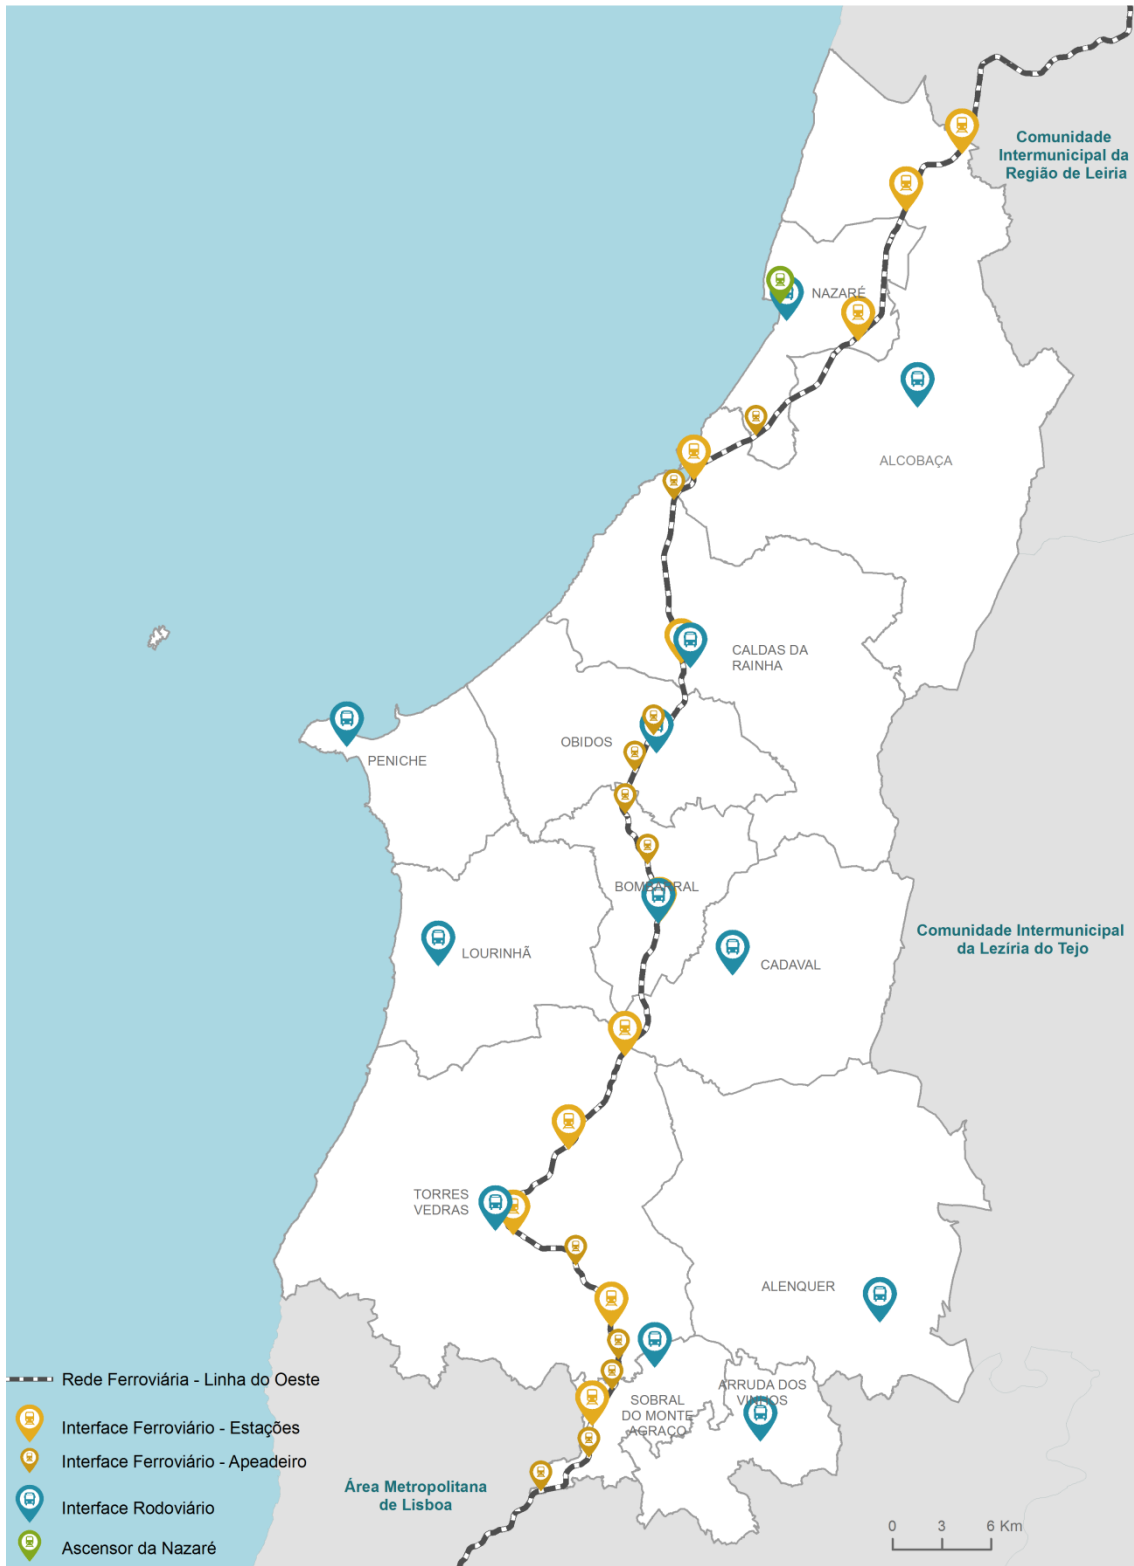 Comunidade
Intermunicipal da
Região de Leiria
NAZARÉ
ALCOBAÇA
CALDAS DA
RAINHA
OBIDOS
PENICHE
BOMBARRAL
LOURINHÃ
CADAVAL
Comunidade Intermunicipal
da Lezíria do Tejo
TORRES
VEDRAS
ALENQUER
ARRUDA DOS
VINHOS
SOBRAL
DO MONTE
AGRAÇO
Área Metropolitana
de Lisboa
Rede Ferroviária - Linha do Oeste
Interface Ferroviário - Estações
Interface Ferroviário - Apeadeiro
Interface Rodoviário
Ascensor da Nazaré
0 3 6 Km